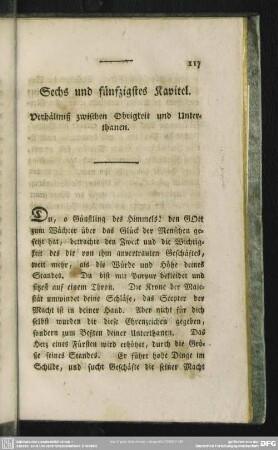 117
Sechs und fünfzigstes Kapitel.
Verhältniß zwischen Obrigkeit und Unter-
thanen.
Du, o Günstling des Himmels! den GOtt
zum Wächter über das Glück der Menschen ge-
setzt hat; betrachte den Zweck und die Wichtig-
keit des dir von ihm anvertrauten Geschäftes,
weit mehr, als die Würde und Höhe deines
Standes. Du bist mit Purpur bekleidet und
sitzest auf einem Thron. Die Krone der Maje-
stät umwindet deine Schläfe, das Scepter der
Macht ist in deiner Hand. Aber nicht für dich
selbst wurden dir diese Ehrenzeichen gegeben,
sondern zum Besten deiner Unterthanen. Das
Herz eines Fürsten wird erhöhet, durch die Grö-
ße seines Standes. Er führt hohe Dinge im
Schilde, und sucht Geschäfte die seiner Macht